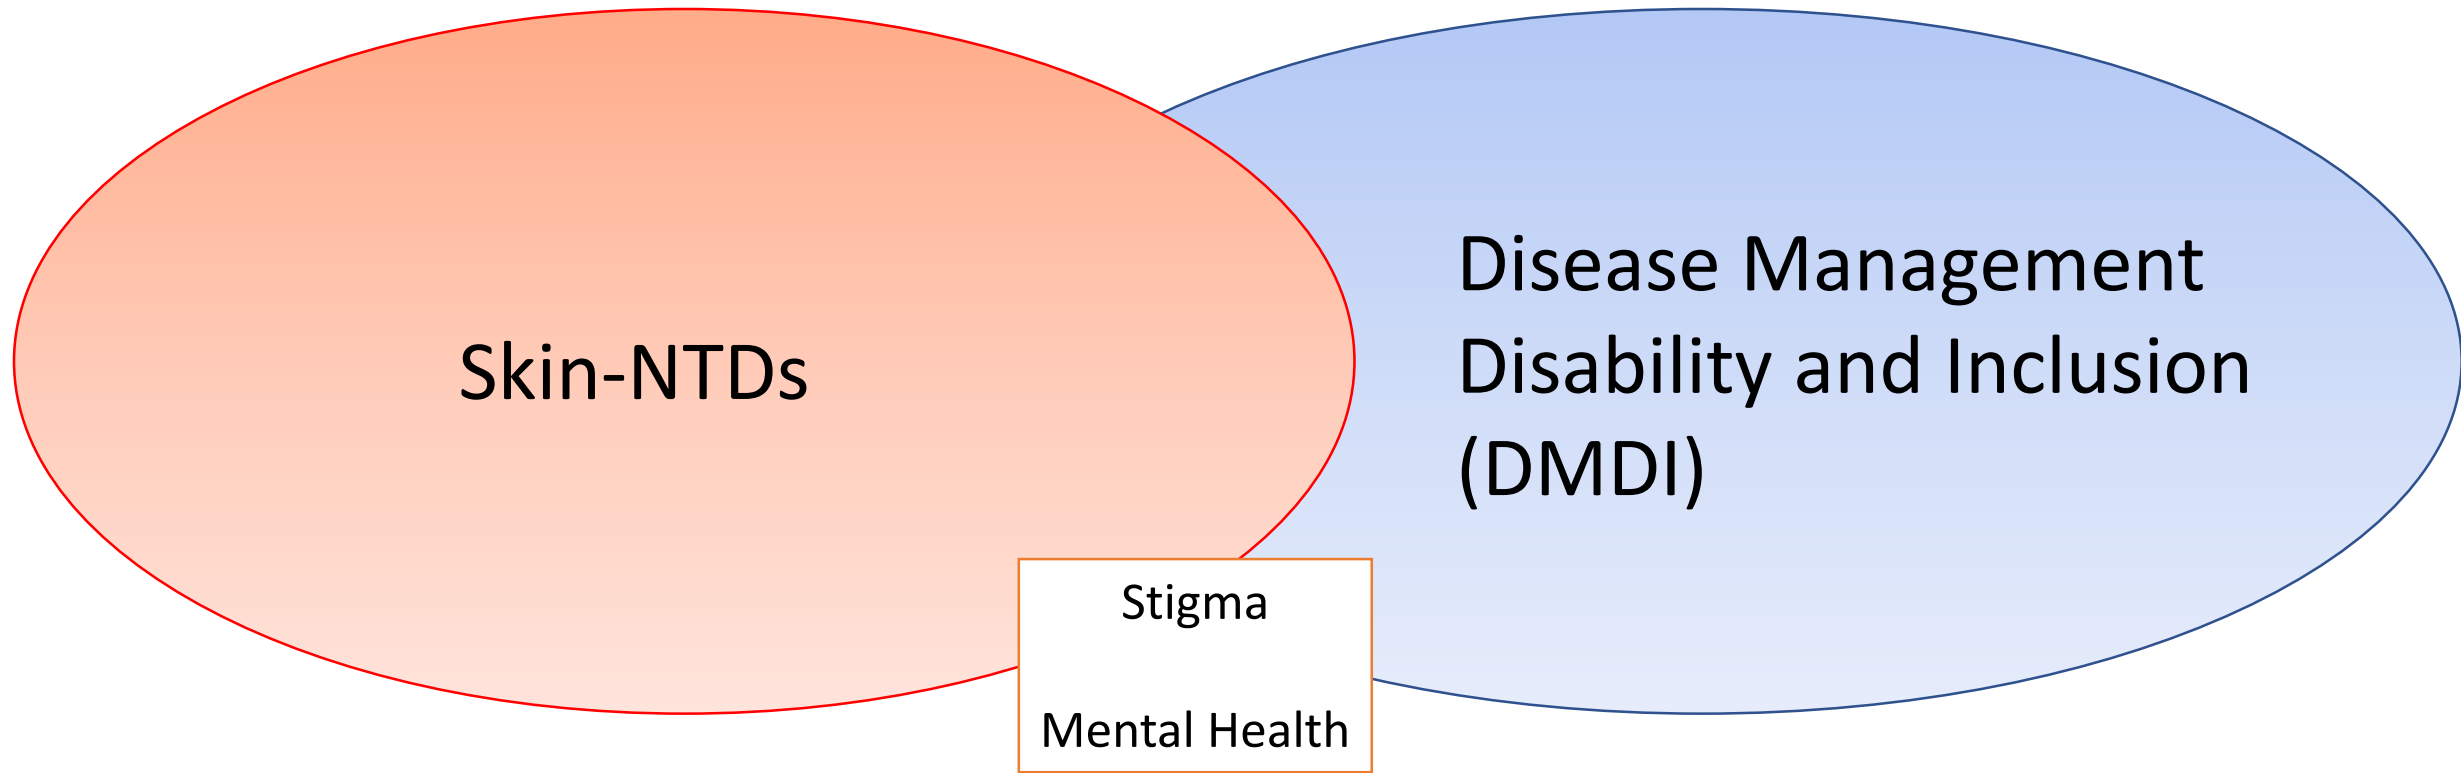 Skin-NTDs
Disease Management
Disability and Inclusion
(DMDI)
Stigma
Mental Health